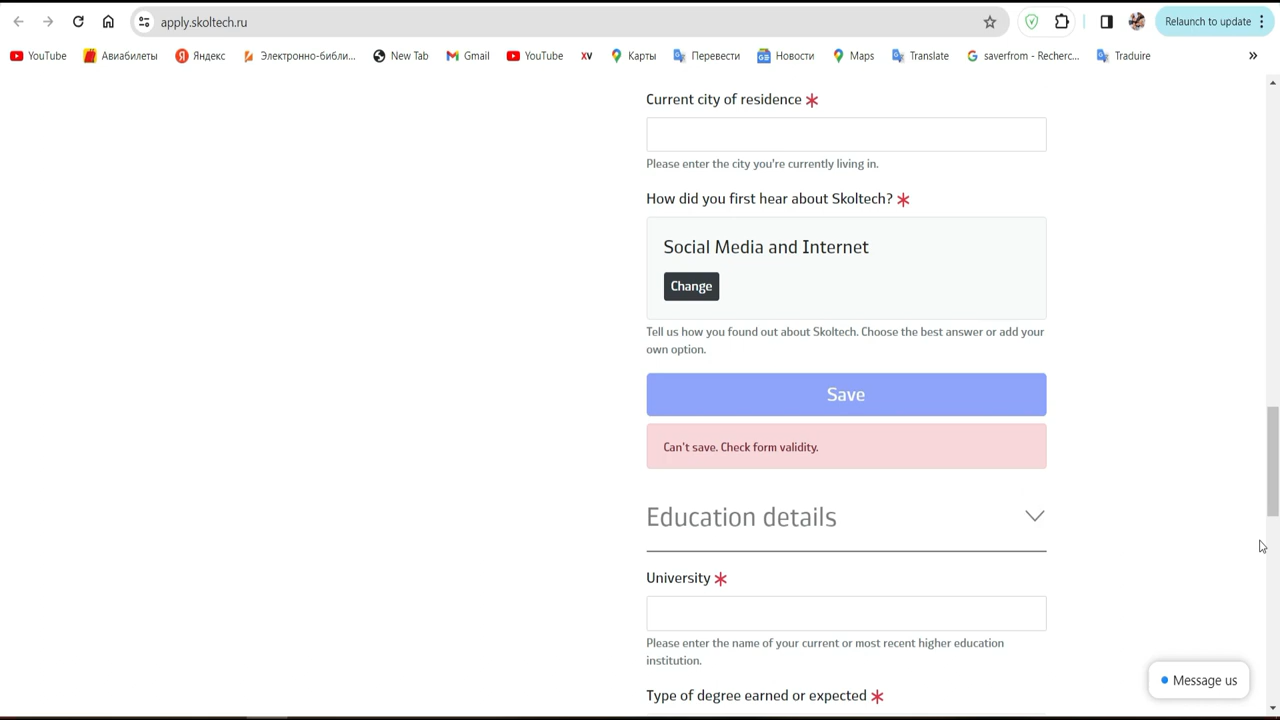 apply.skoltech.ru
Relaunch to update
YouTube Авиабилеты Яндекс Электронно-библи... New Tab Gmail YouTube XV Карты Перевести Новости Maps Translate saverfrom - Recherc... Traduire »
Current city of residence *
Please enter the city you're currently living in.
How did you first hear about Skoltech? *
Social Media and Internet
Change
Tell us how you found out about Skoltech. Choose the best answer or add your
own option.
Save
Can't save. Check form validity.
Education details
University *
Please enter the name of your current or most recent higher education
institution.
Message us
Type of degree earned or expected *